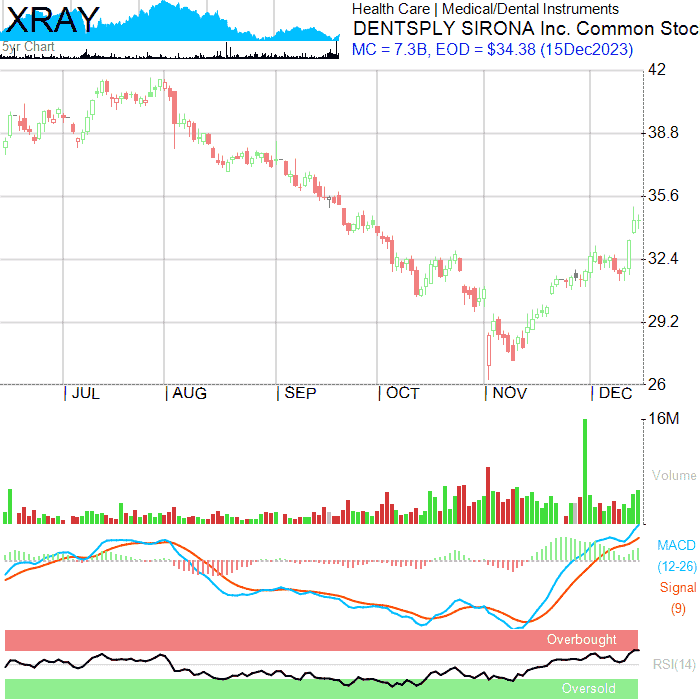 XRAY
5yr Chart
Health Care | Medical/Dental Instruments
DENTSPLY SIRONA Inc. Common Stoc
MC = 7.3B, EOD = $34.38 (15Dec2023)
42
38.8
35.6
32.4
29.2
26
JUL
AUG
SEP
OCT
NOV
DEC
16M
Volume
MACD
(12-26)
Signal
(9)
Overbought
RSI(14)
Oversold